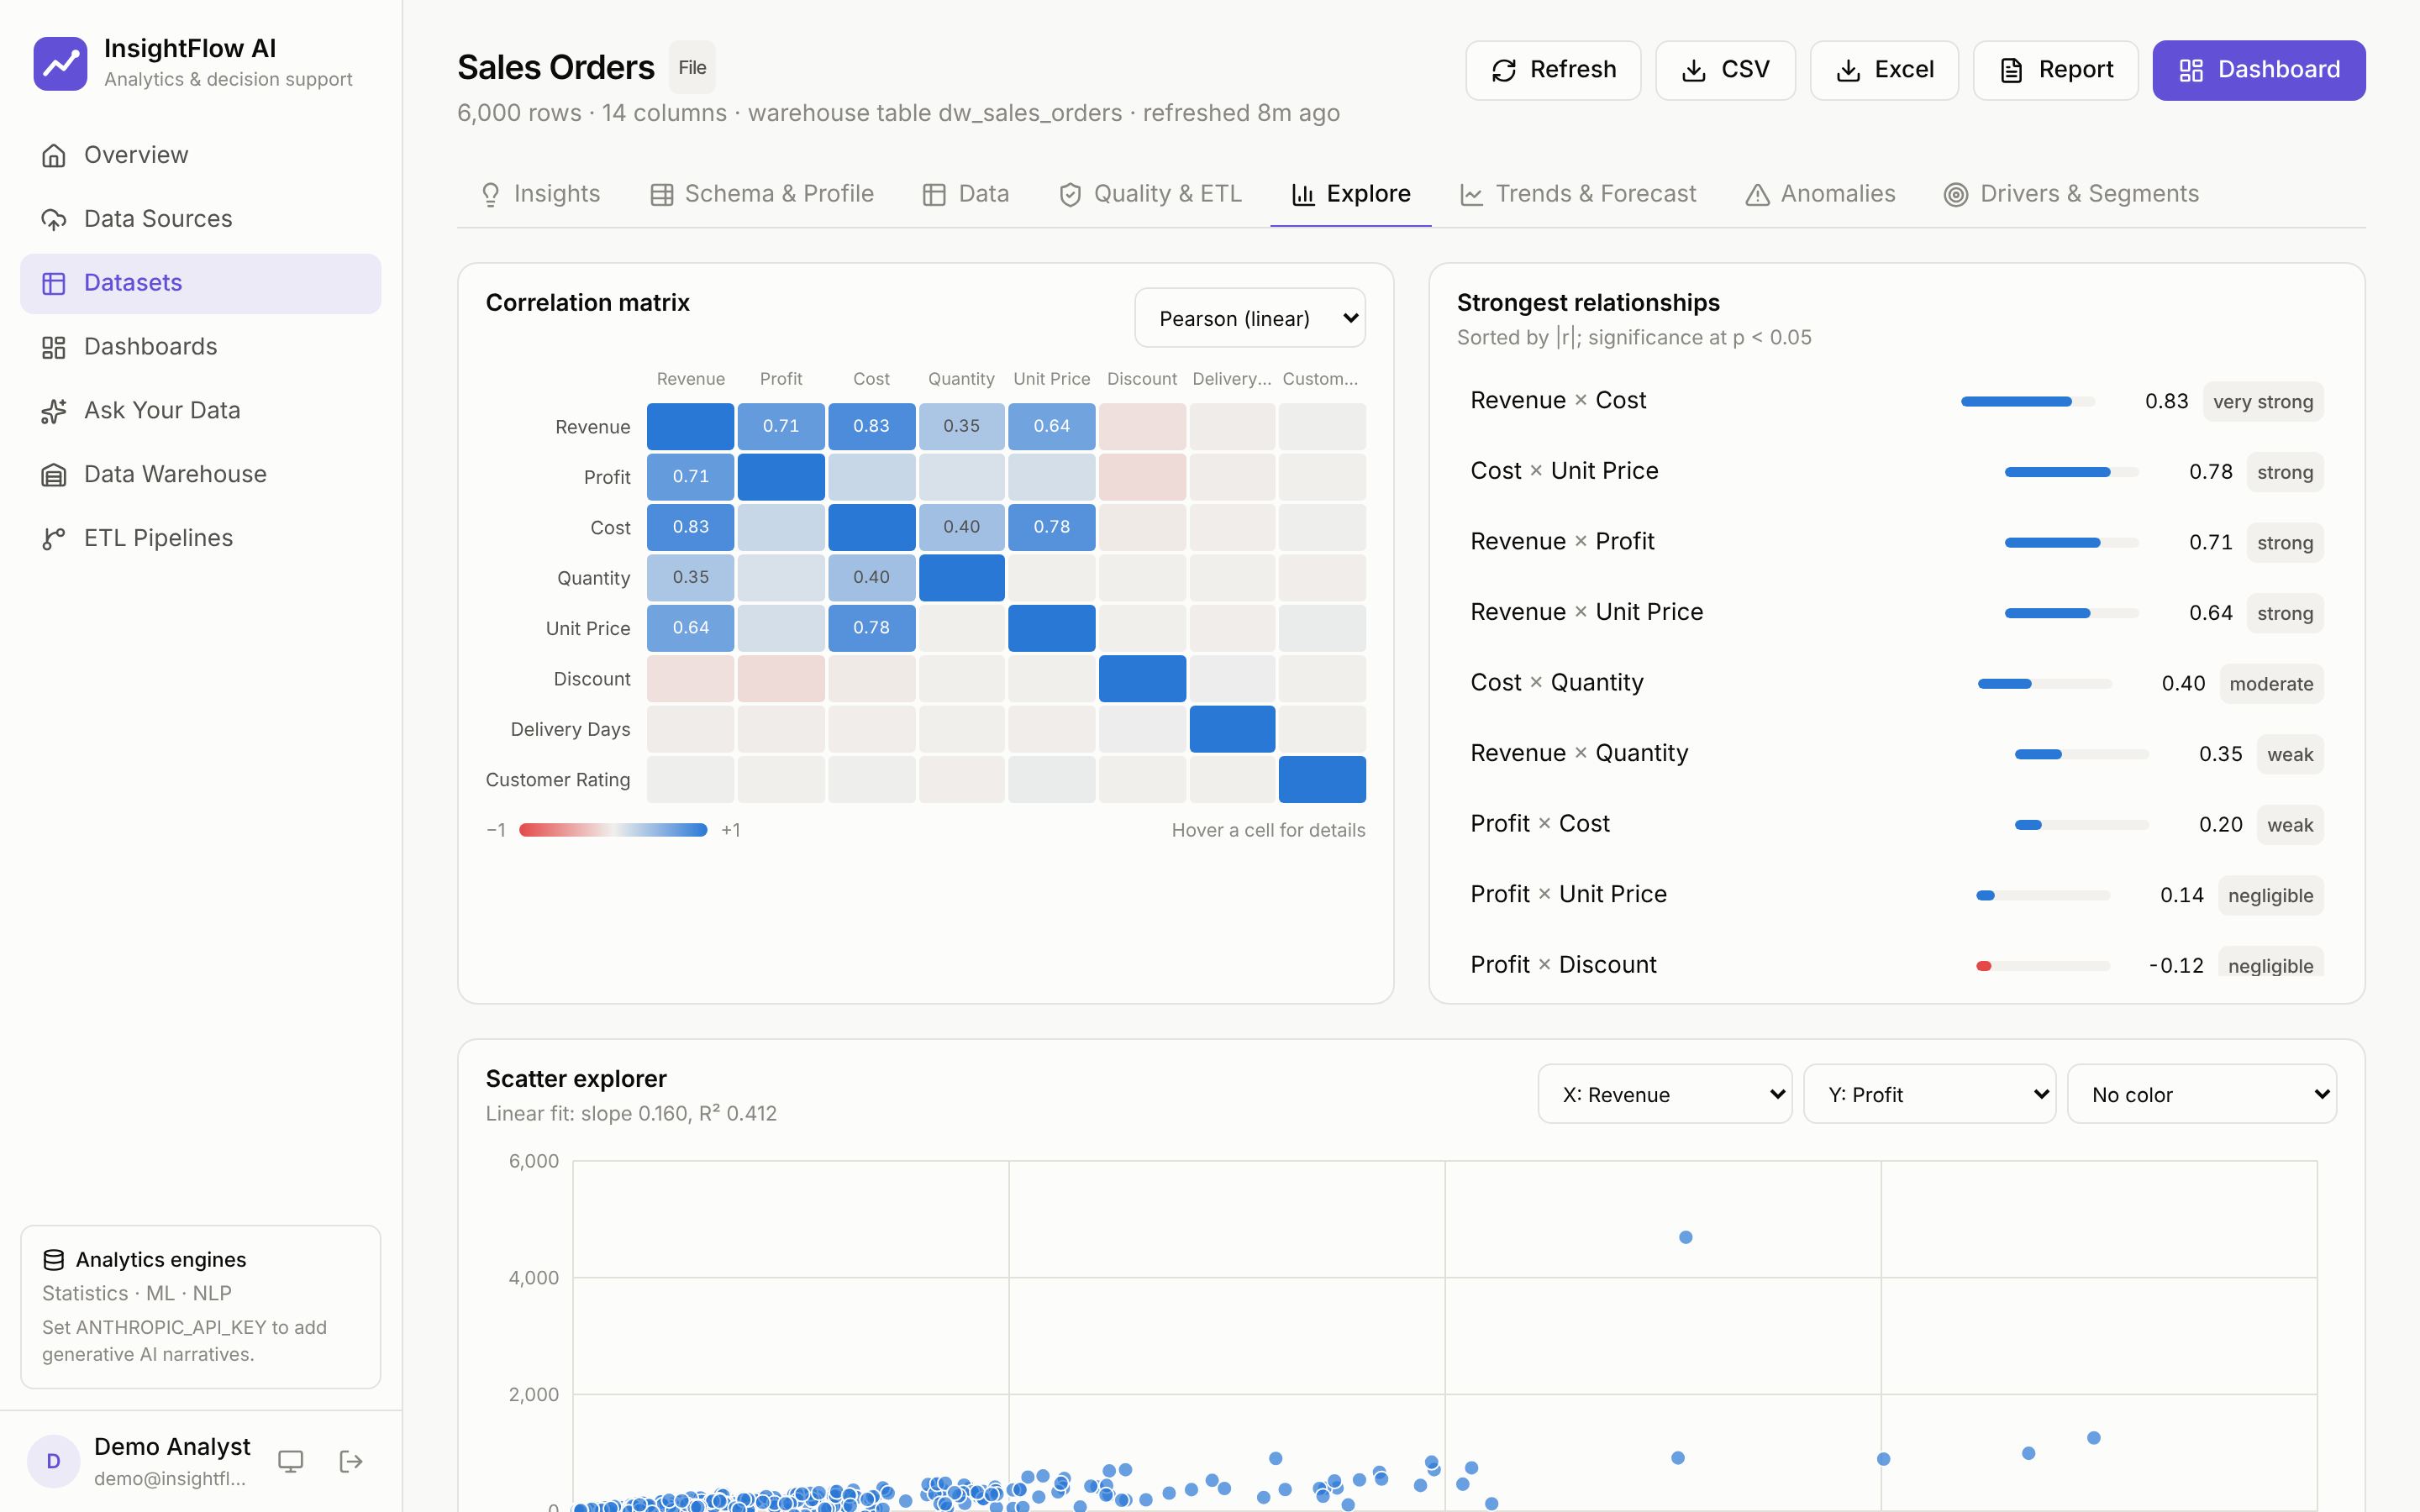 InsightFlow AI
Analytics & decision support
Overview
Data Sources
Datasets
Dashboards
Ask Your Data
Data Warehouse
ETL Pipelines
Analytics engines
Statistics · ML · NLP
Set ANTHROPIC_API_KEY to add
generative AI narratives.
D
Demo Analyst
demo@insightfl...
Sales Orders File
6,000 rows · 14 columns · warehouse table dw_sales_orders · refreshed 8m ago
Refresh CSV Excel Report Dashboard
Insights Schema & Profile Data Quality & ETL Explore Trends & Forecast Anomalies Drivers & Segments
Correlation matrix
Pearson (linear)
Revenue Profit Cost Quantity Unit Price Discount Delivery... Custom...
Revenue 0.71 0.83 0.35 0.64
Profit 0.71
Cost 0.83 0.40 0.78
Quantity 0.35 0.40
Unit Price 0.64 0.78
Discount
Delivery Days
Customer Rating
−1 +1 Hover a cell for details
Strongest relationships
Sorted by |r|; significance at p < 0.05
Revenue × Cost 0.83 very strong
Cost × Unit Price 0.78 strong
Revenue × Profit 0.71 strong
Revenue × Unit Price 0.64 strong
Cost × Quantity 0.40 moderate
Revenue × Quantity 0.35 weak
Profit × Cost 0.20 weak
Profit × Unit Price 0.14 negligible
Profit × Discount -0.12 negligible
Scatter explorer
Linear fit: slope 0.160, R² 0.412
X: Revenue Y: Profit No color
6,000
4,000
2,000
0